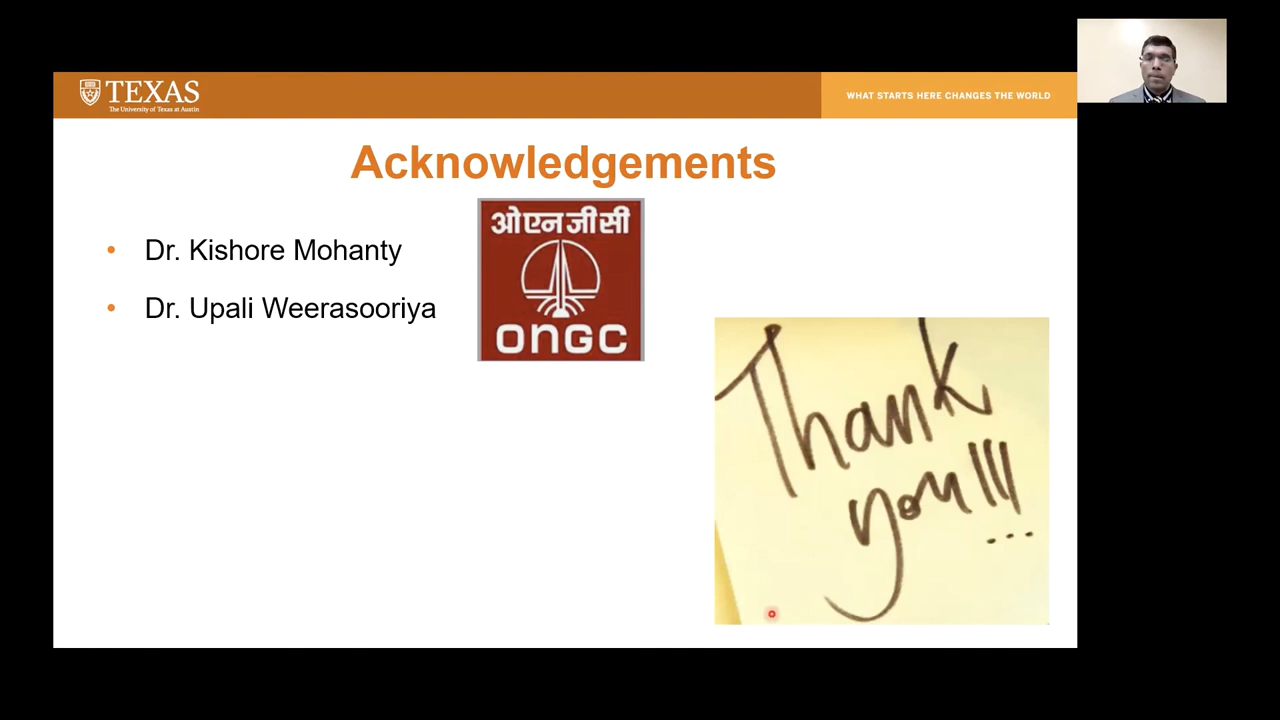 TEXAS
The University of Texas at Austin
WHAT STARTS HERE CHANGES THE WORLD
Acknowledgements
• Dr. Kishore Mohanty
• Dr. Upali Weerasooriya
ओएनजीसी
ONGC
Thank
you!!!